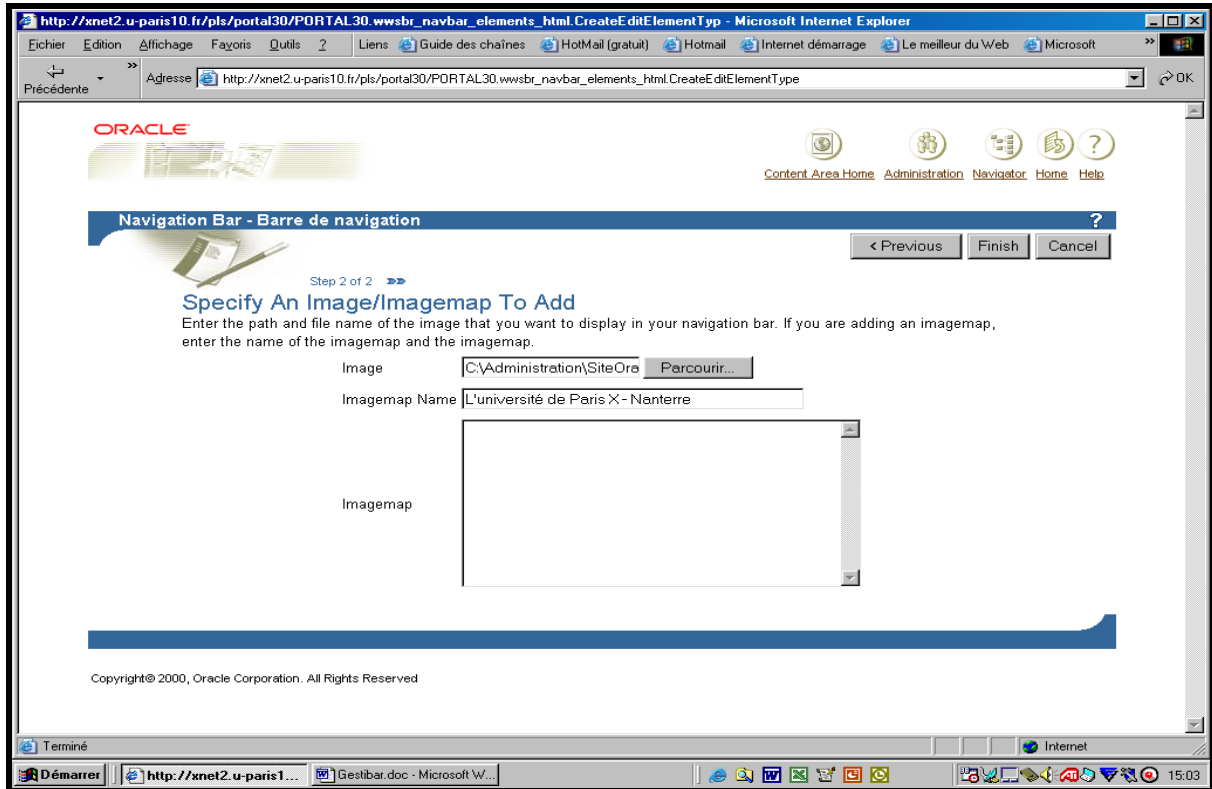 http://xnet2.u-paris10.fr/pls/portal30/PORTAL30.wwsbr_navbar_elements_html.CreateEditElementTyp - Microsoft Internet Explorer
Fichier Edition Affichage Favoris Outils ? Liens Guide des chaînes HotMail (gratuit) Hotmail Internet démarrage Le meilleur du Web Microsoft »
Précédente » Adresse http://xnet2.u-paris10.fr/pls/portal30/PORTAL30.wwsbr_navbar_elements_html.CreateEditElementType OK
ORACLE
Content Area Home Administration Navigator Home Help
Navigation Bar - Barre de navigation ?
< Previous Finish Cancel
Step 2 of 2
Specify An Image/Imagemap To Add
Enter the path and file name of the image that you want to display in your navigation bar. If you are adding an imagemap,
enter the name of the imagemap and the imagemap.
Image C:\Administration\SiteOra Parcourir...
Imagemap Name L'université de Paris X - Nanterre
Imagemap
Copyright© 2000, Oracle Corporation. All Rights Reserved
Terminé Internet
Démarrer http://xnet2.u-paris1... Gestibar.doc - Microsoft W... 15:03